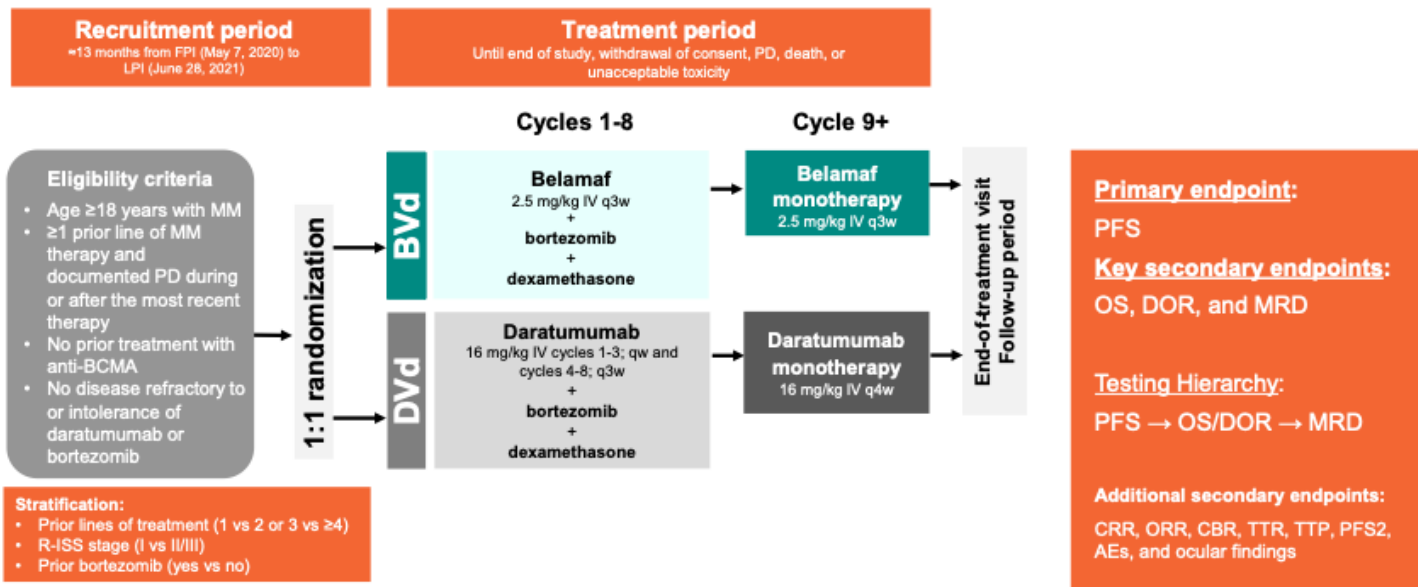 Recruitment period
≈13 months from FPI (May 7, 2020) to
LPI (June 28, 2021)
Treatment period
Until end of study, withdrawal of consent, PD, death, or
unacceptable toxicity
Cycles 1-8
Cycle 9+
Eligibility criteria
• Age ≥18 years with MM
• ≥1 prior line of MM
therapy and
documented PD during
or after the most recent
therapy
• No prior treatment with
anti-BCMA
• No disease refractory to
or intolerance of
daratumumab or
bortezomib
Stratification:
• Prior lines of treatment (1 vs 2 or 3 vs ≥4)
• R-ISS stage (I vs II/III)
• Prior bortezomib (yes vs no)
1:1 randomization
BVd
Belamaf
2.5 mg/kg IV q3w
+
bortezomib
+
dexamethasone
Belamaf
monotherapy
2.5 mg/kg IV q3w
DVd
Daratumumab
16 mg/kg IV cycles 1-3; qw and
cycles 4-8; q3w
+
bortezomib
+
dexamethasone
Daratumumab
monotherapy
16 mg/kg IV q4w
End-of-treatment visit
Follow-up period
Primary endpoint:
PFS
Key secondary endpoints:
OS, DOR, and MRD
Testing Hierarchy:
PFS → OS/DOR → MRD
Additional secondary endpoints:
CRR, ORR, CBR, TTR, TTP, PFS2,
AEs, and ocular findings